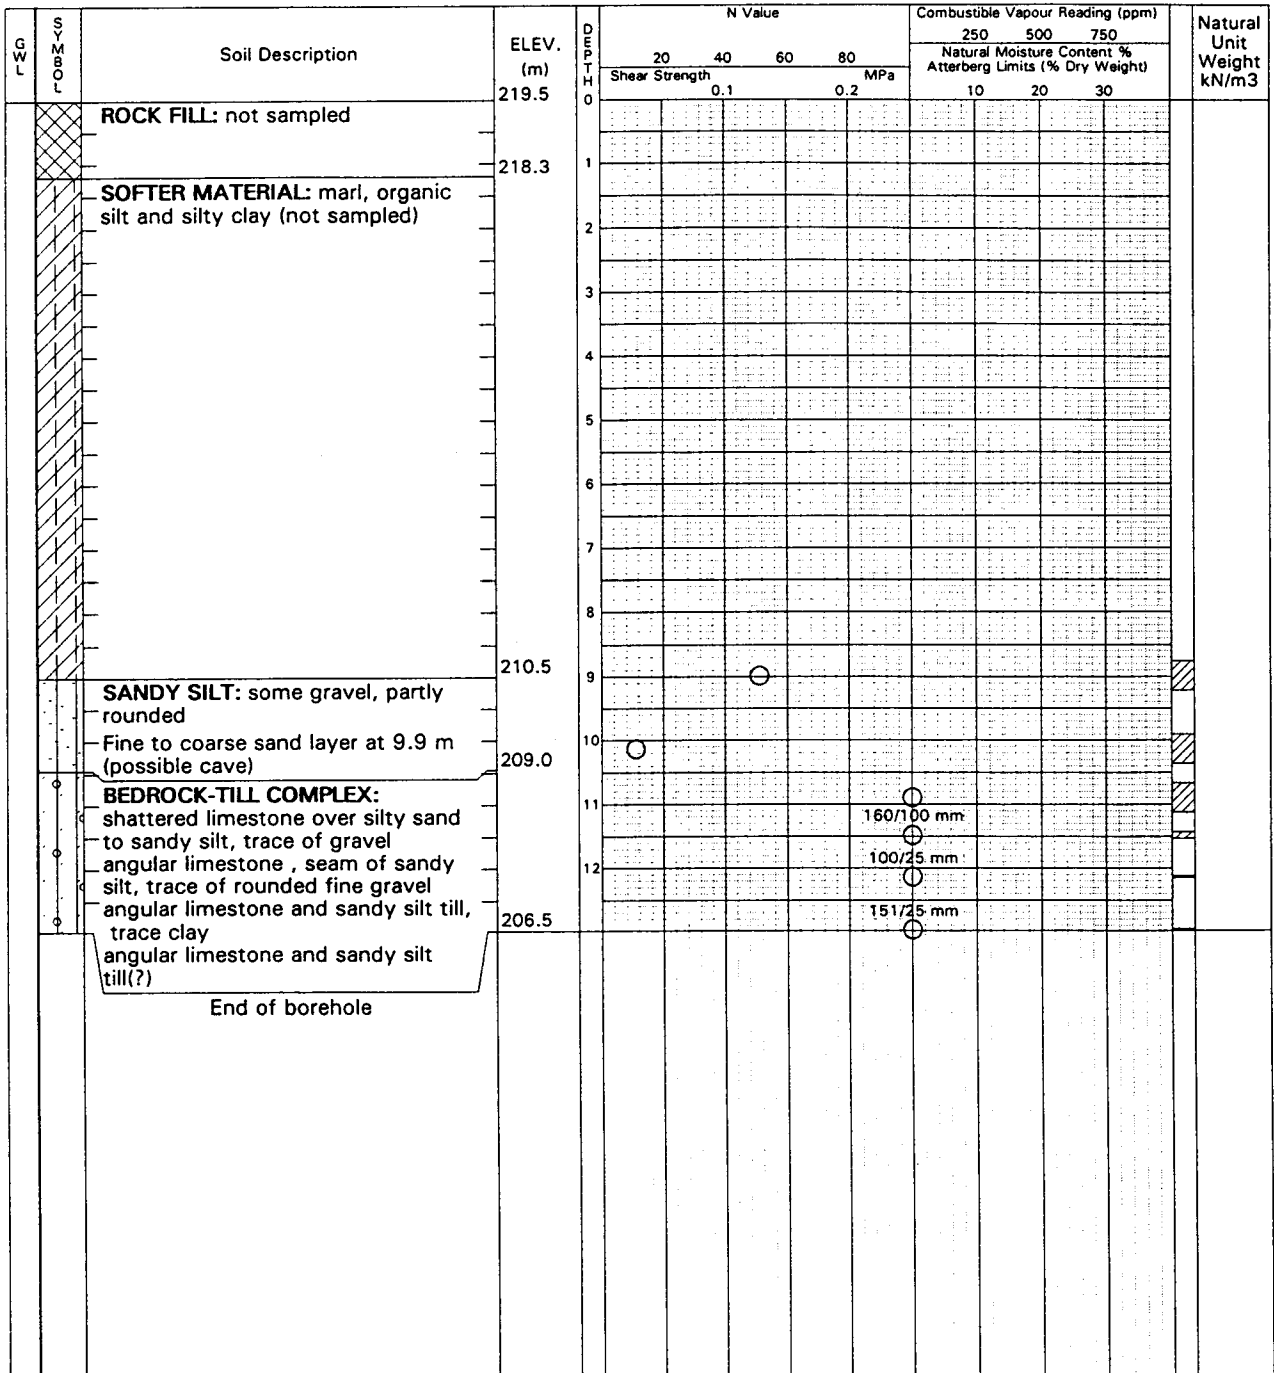 GWL
SYMBOL
Soil Description
ELEV.
(m)
219.5
DEPTH
N Value
20 40 60 80
Shear Strength MPa
0.1 0.2
Combustible Vapour Reading (ppm)
250 500 750
Natural Moisture Content %
Atterberg Limits (% Dry Weight)
10 20 30
Natural
Unit
Weight
kN/m3
0
ROCK FILL: not sampled
1
218.3
SOFTER MATERIAL: marl, organic
silt and silty clay (not sampled)
2
3
4
5
6
7
8
210.5
9
SANDY SILT: some gravel, partly
rounded
Fine to coarse sand layer at 9.9 m
(possible cave)
10
209.0
BEDROCK-TILL COMPLEX:
shattered limestone over silty sand
to sandy silt, trace of gravel
angular limestone , seam of sandy
silt, trace of rounded fine gravel
angular limestone and sandy silt till,
trace clay
angular limestone and sandy silt
till(?)
11
160/100 mm
100/25 mm
12
151/25 mm
206.5
End of borehole